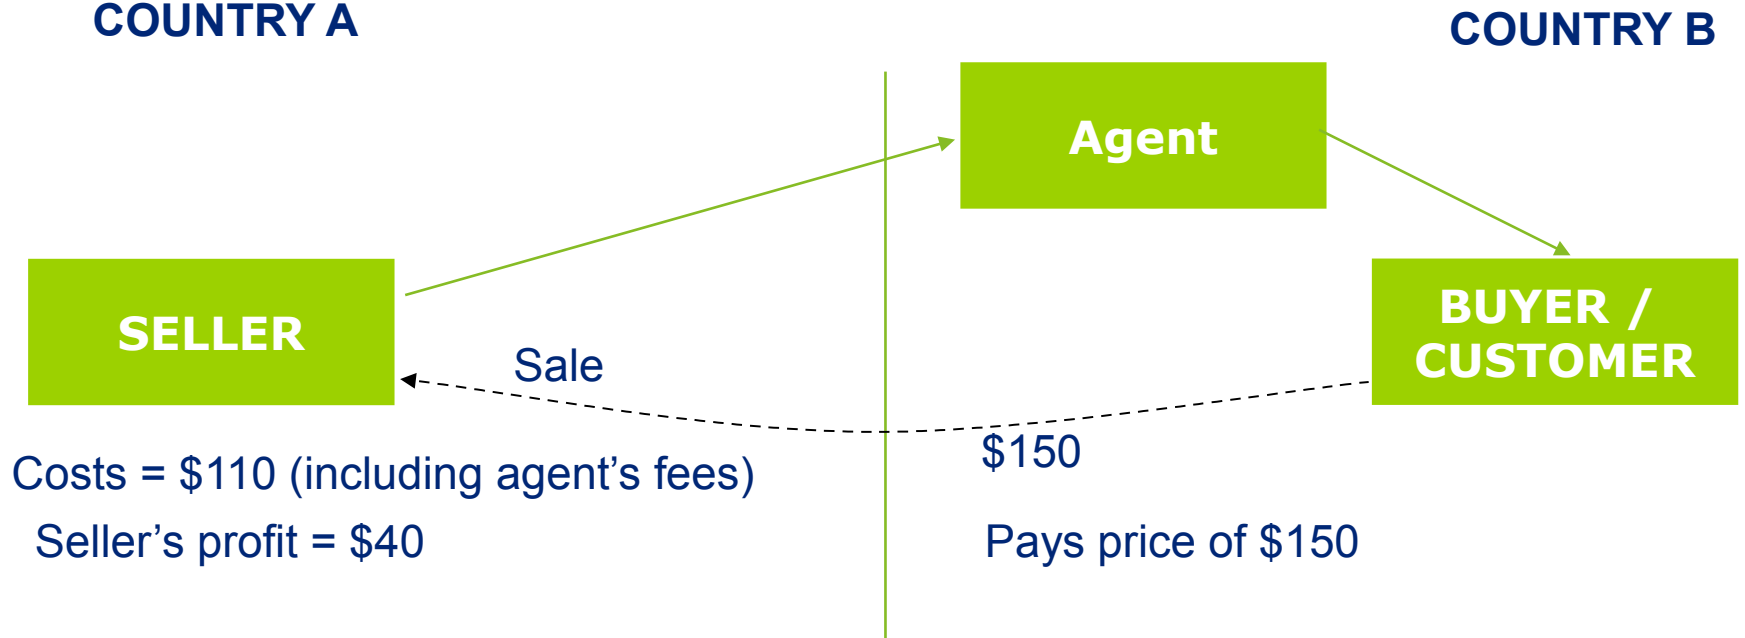 COUNTRY A
COUNTRY B
Agent
SELLER
BUYER /
CUSTOMER
Sale
$150
Costs = $110 (including agent’s fees)
Seller’s profit = $40
Pays price of $150